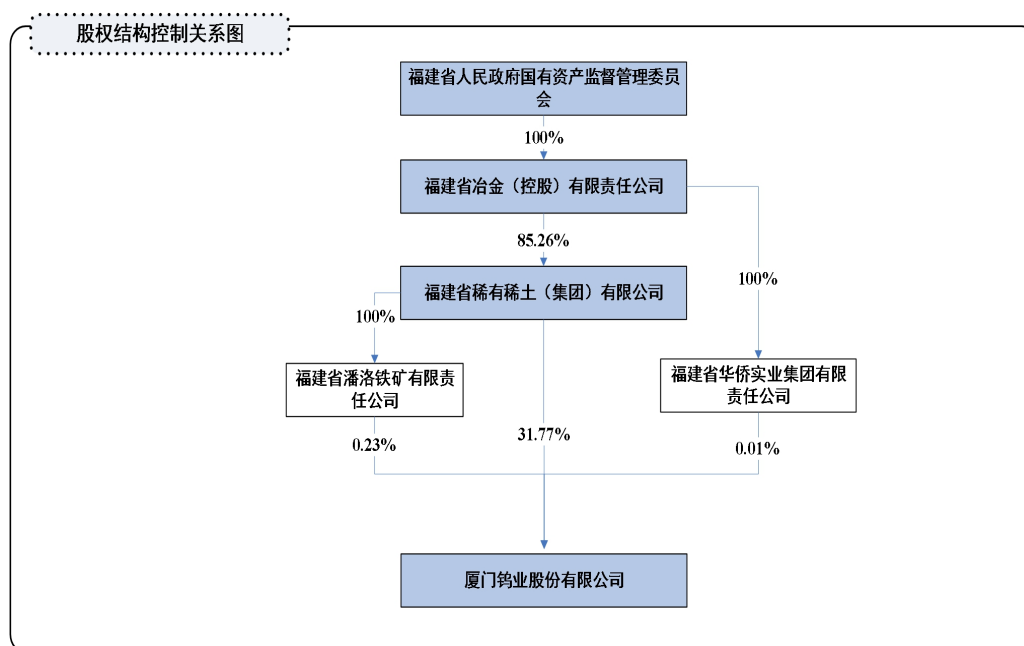 股权结构控制关系图
福建省人民政府国有资产监督管理委员
会
100%
福建省冶金（控股）有限责任公司
85.26%
100%
福建省稀有稀土（集团）有限公司
100%
福建省潘洛铁矿有限责
任公司
福建省华侨实业集团有限
责任公司
0.23%
31.77%
0.01%
厦门钨业股份有限公司